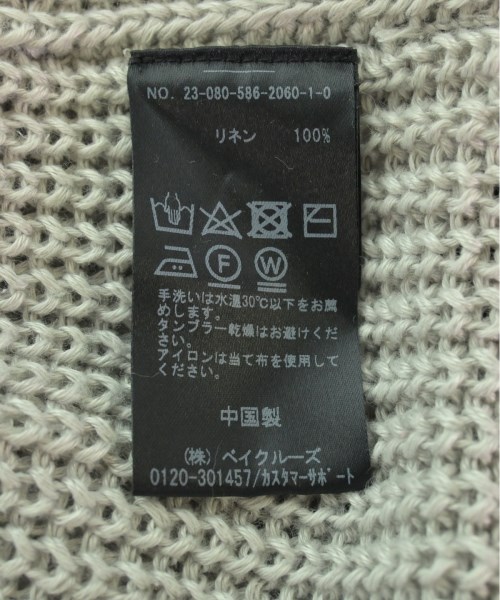 NO. 23-080-586-2060-1-0
リネン 100%
F W
手洗いは水温30℃以下をお薦
めします。
タンブラー乾燥はお避けくだ
さい。
アイロンは当て布を使用して
ください。
中国製
(株) ベイクルーズ
0120-301457/カスタマーサポート